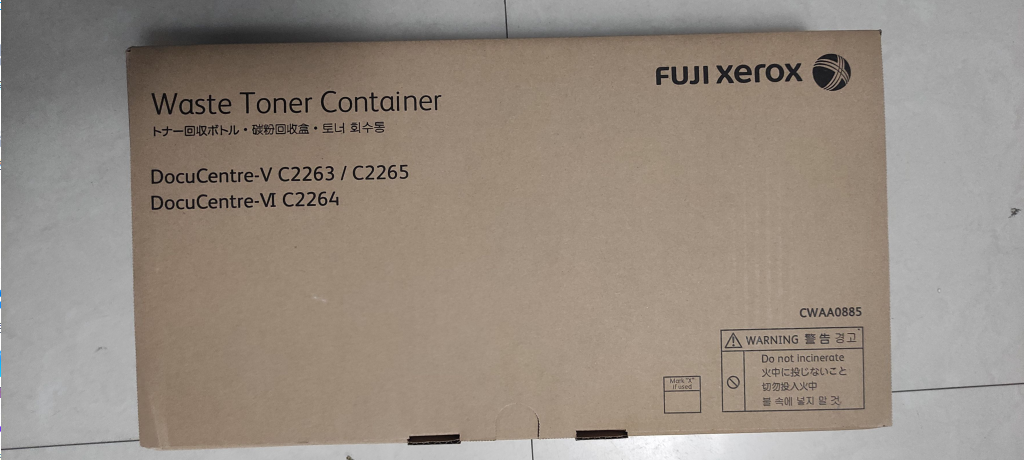 FUJI xerox
Waste Toner Container
トナー回収ボトル・碳粉回收盒・토너 회수통
DocuCentre-V C2263 / C2265
DocuCentre-VI C2264
CWAA0885
WARNING 警告 경고
Do not incinerate
火中に投じないこと
切勿投入火中
불 속에 넣지 말 것
Mark "X"
if used